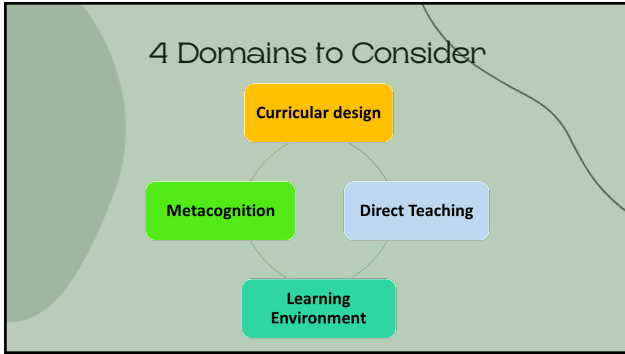 4 Domains to Consider
Curricular design
Metacognition
Direct Teaching
Learning
Environment